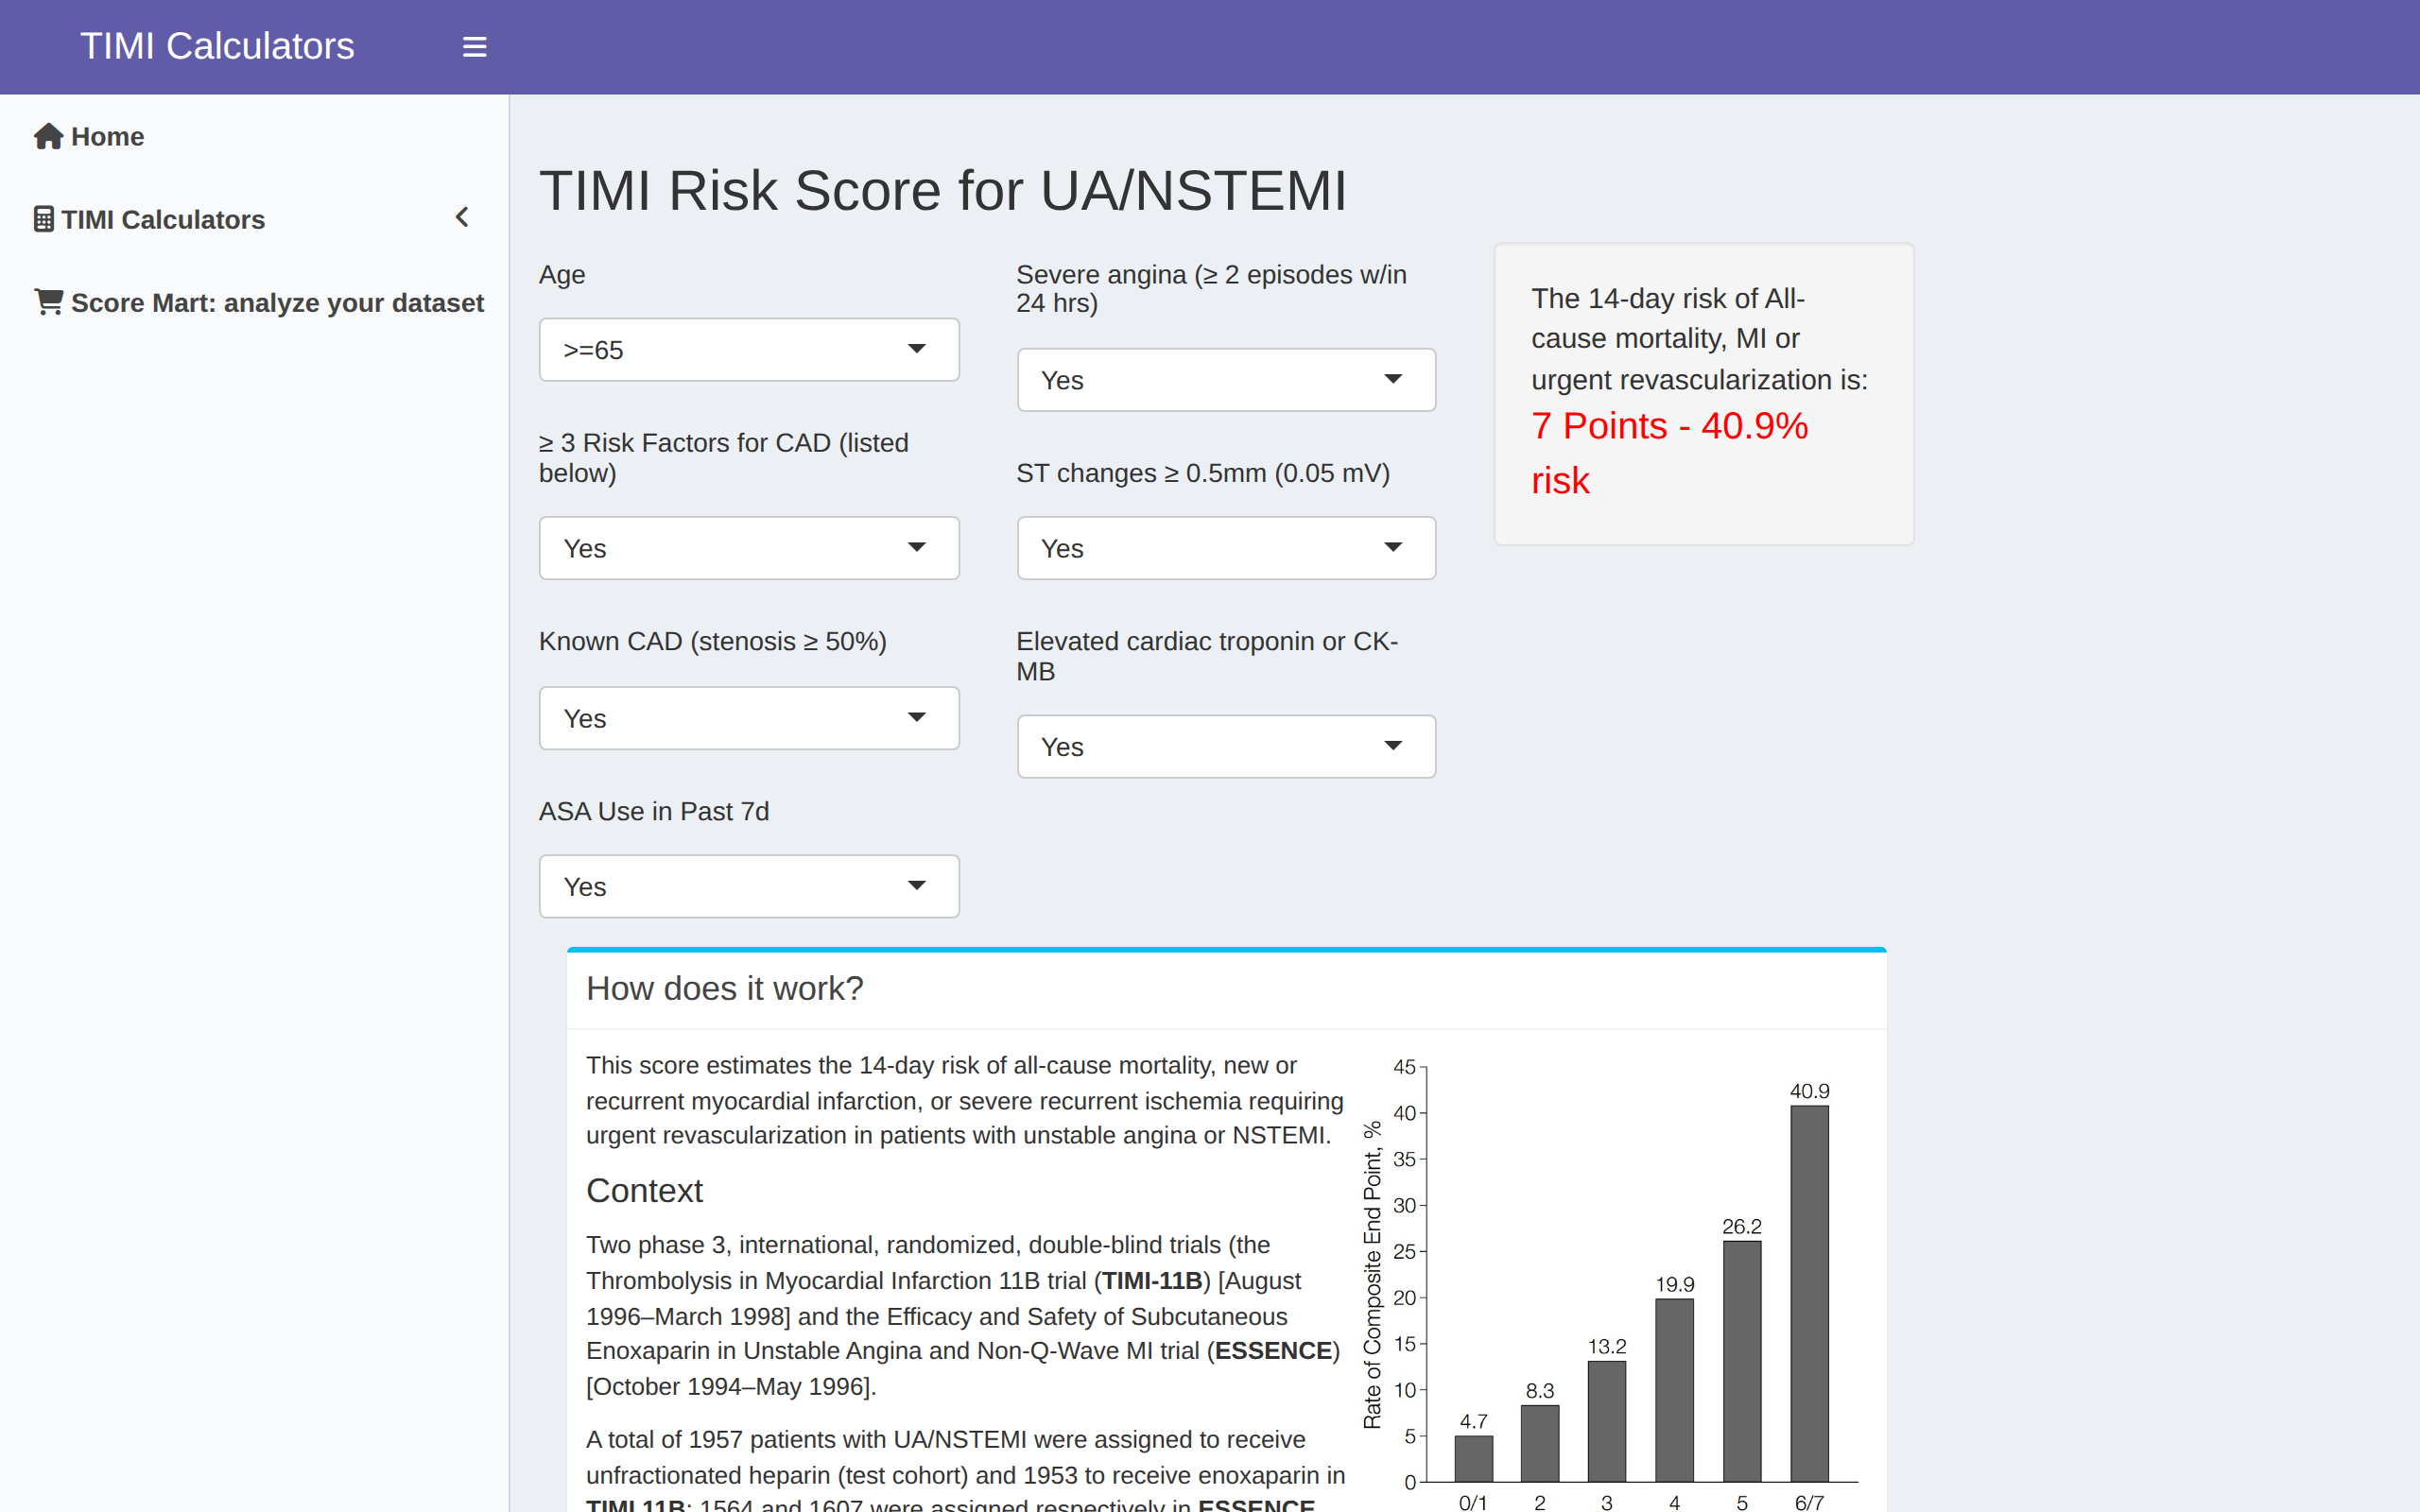 TIMI Calculators
Home
TIMI Calculators
Score Mart: analyze your dataset
TIMI Risk Score for UA/NSTEMI
Age
>=65
≥ 3 Risk Factors for CAD (listed
below)
Yes
Known CAD (stenosis ≥ 50%)
Yes
ASA Use in Past 7d
Yes
Severe angina (≥ 2 episodes w/in
24 hrs)
Yes
ST changes ≥ 0.5mm (0.05 mV)
Yes
Elevated cardiac troponin or CK-
MB
Yes
The 14-day risk of All-
cause mortality, MI or
urgent revascularization is:
7 Points - 40.9%
risk
How does it work?
This score estimates the 14-day risk of all-cause mortality, new or
recurrent myocardial infarction, or severe recurrent ischemia requiring
urgent revascularization in patients with unstable angina or NSTEMI.
Context
Two phase 3, international, randomized, double-blind trials (the
Thrombolysis in Myocardial Infarction 11B trial (TIMI-11B) [August
1996–March 1998] and the Efficacy and Safety of Subcutaneous
Enoxaparin in Unstable Angina and Non-Q-Wave MI trial (ESSENCE)
[October 1994–May 1996].
A total of 1957 patients with UA/NSTEMI were assigned to receive
unfractionated heparin (test cohort) and 1953 to receive enoxaparin in
TIMI 11B; 1564 and 1607 were assigned respectively in ESSENCE
Rate of Composite End Point, %
45
40
35
30
25
20
15
10
5
0
4.7
8.3
13.2
19.9
26.2
40.9
0/1
2
3
4
5
6/7